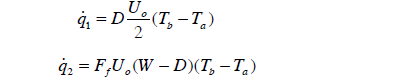 q̇₁ = D U_o/2 (T_b − T_a)
q̇₂ = F_f U_o (W − D)(T_b − T_a)